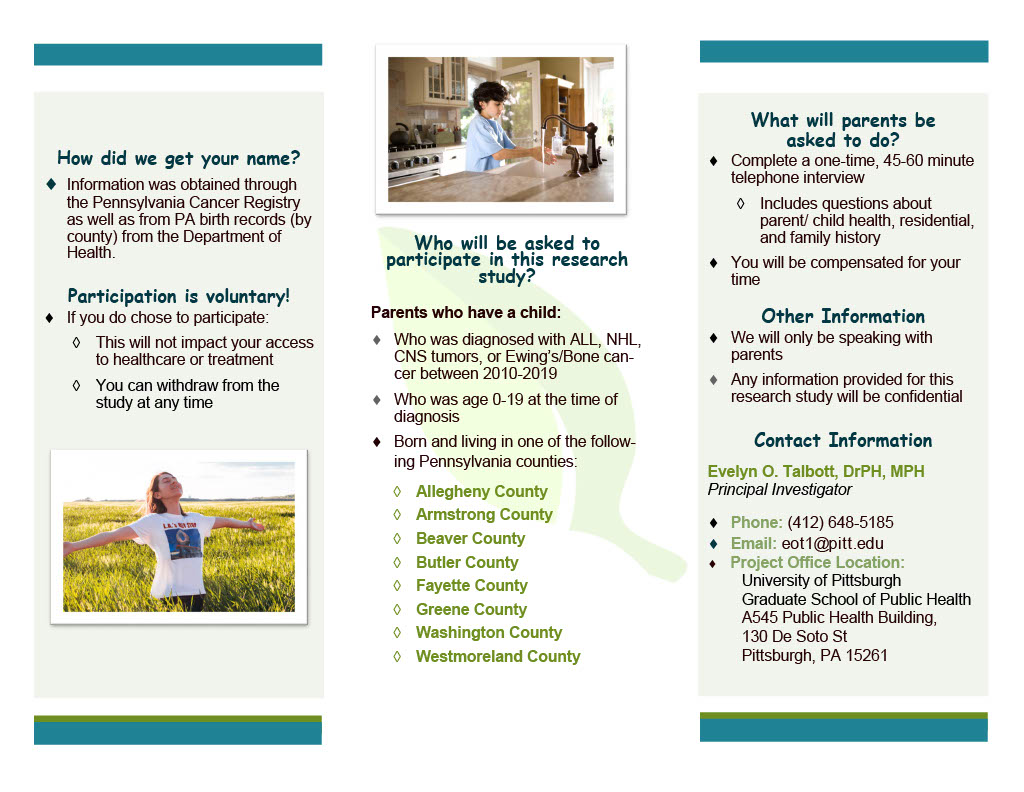 How did we get your name?
♦ Information was obtained through
the Pennsylvania Cancer Registry
as well as from PA birth records (by
county) from the Department of
Health.
Participation is voluntary!
♦ If you do chose to participate:
◊ This will not impact your access
to healthcare or treatment
◊ You can withdraw from the
study at any time
Who will be asked to
participate in this research
study?
Parents who have a child:
♦ Who was diagnosed with ALL, NHL,
CNS tumors, or Ewing’s/Bone can-
cer between 2010-2019
♦ Who was age 0-19 at the time of
diagnosis
♦ Born and living in one of the follow-
ing Pennsylvania counties:
◊ Allegheny County
◊ Armstrong County
◊ Beaver County
◊ Butler County
◊ Fayette County
◊ Greene County
◊ Washington County
◊ Westmoreland County
What will parents be
asked to do?
♦ Complete a one-time, 45-60 minute
telephone interview
◊ Includes questions about
parent/ child health, residential,
and family history
♦ You will be compensated for your
time
Other Information
♦ We will only be speaking with
parents
♦ Any information provided for this
research study will be confidential
Contact Information
Evelyn O. Talbott, DrPH, MPH
Principal Investigator
♦ Phone: (412) 648-5185
♦ Email: eot1@pitt.edu
♦ Project Office Location:
University of Pittsburgh
Graduate School of Public Health
A545 Public Health Building,
130 De Soto St
Pittsburgh, PA 15261